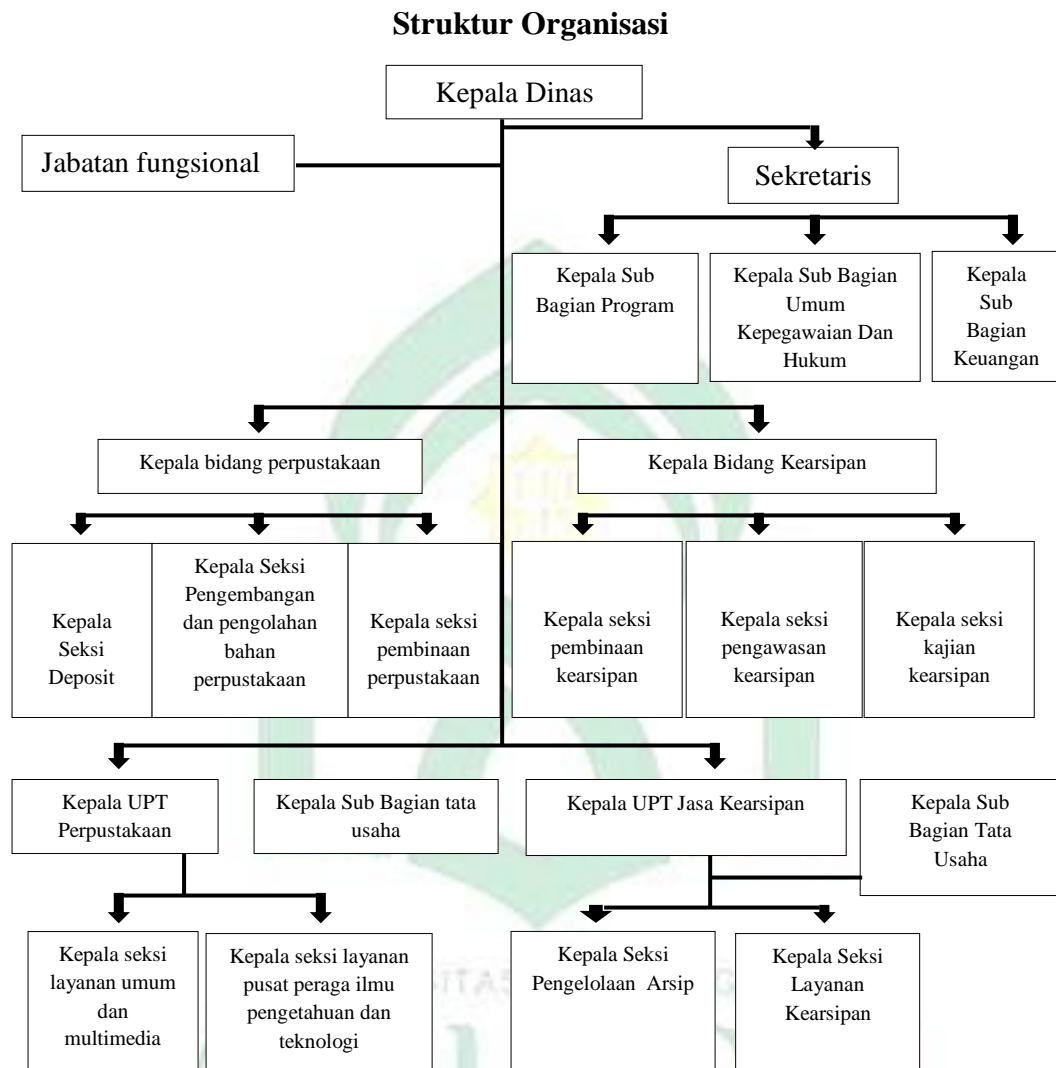 Struktur Organisasi
Kepala Dinas
Jabatan fungsional
Sekretaris
Kepala Sub
Bagian Program
Kepala Sub Bagian
Umum
Kepegawaian Dan
Hukum
Kepala
Sub
Bagian
Keuangan
Kepala bidang perpustakaan
Kepala Bidang Kearsipan
Kepala
Seksi
Deposit
Kepala Seksi
Pengembangan
dan pengolahan
bahan
perpustakaan
Kepala seksi
pembinaan
perpustakaan
Kepala seksi
pembinaan
kearsipan
Kepala seksi
pengawasan
kearsipan
Kepala seksi
kajian
kearsipan
Kepala UPT
Perpustakaan
Kepala Sub Bagian tata
usaha
Kepala UPT Jasa Kearsipan
Kepala Sub
Bagian Tata
Usaha
Kepala seksi
layanan umum
dan
multimedia
Kepala seksi layanan
pusat peraga ilmu
pengetahuan dan
teknologi
Kepala Seksi
Pengelolaan Arsip
Kepala Seksi
Layanan
Kearsipan